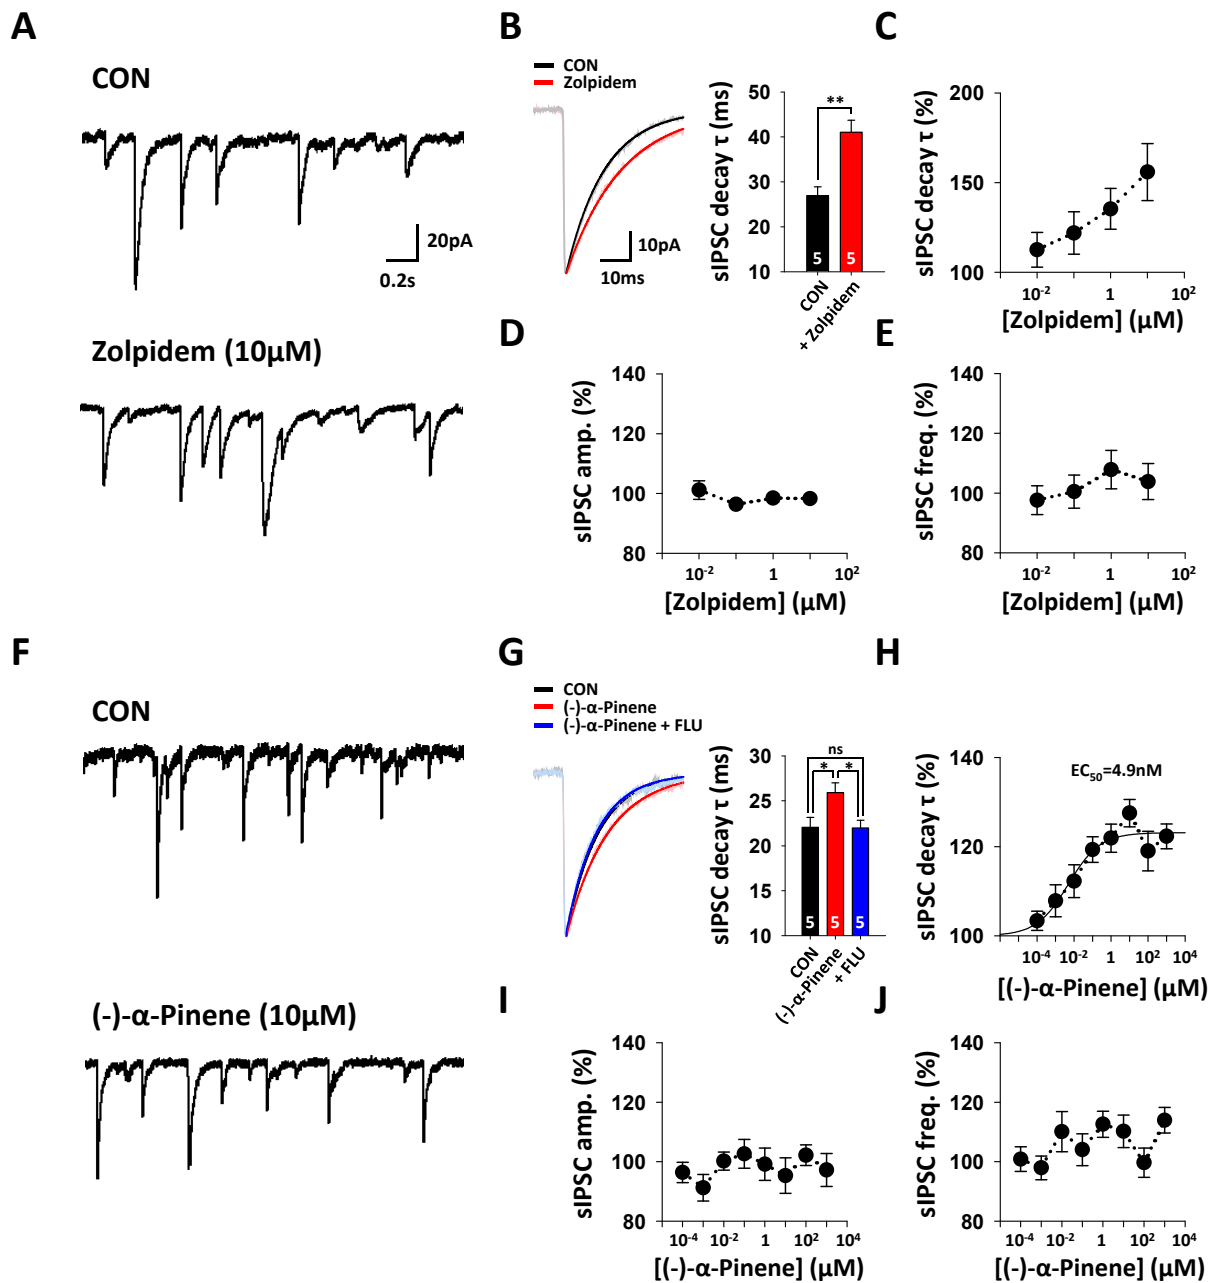 A
CON
20pA
0.2s
Zolpidem (10μM)
B
CON
Zolpidem
10pA
10ms
sIPSC decay τ (ms)
50
40
30
20
10
**
5
5
CON
+ Zolpidem
C
sIPSC decay τ (%)
200
150
100
10⁻²
1
10²
[Zolpidem] (μM)
D
sIPSC amp. (%)
140
120
100
80
10⁻²
1
10²
[Zolpidem] (μM)
E
sIPSC freq. (%)
140
120
100
80
10⁻²
1
10²
[Zolpidem] (μM)
F
CON
(-)-α-Pinene (10μM)
G
CON
(-)-α-Pinene
(-)-α-Pinene + FLU
sIPSC decay τ (ms)
30
25
20
15
10
ns
*
*
5
5
5
CON
(-)-α-Pinene
+ FLU
H
sIPSC decay τ (%)
140
120
100
EC₅₀=4.9nM
10⁻⁴
10⁻²
1
10²
10⁴
[(-)-α-Pinene] (μM)
I
sIPSC amp. (%)
140
120
100
80
10⁻⁴
10⁻²
1
10²
10⁴
[(-)-α-Pinene] (μM)
J
sIPSC freq. (%)
140
120
100
80
10⁻⁴
10⁻²
1
10²
10⁴
[(-)-α-Pinene] (μM)